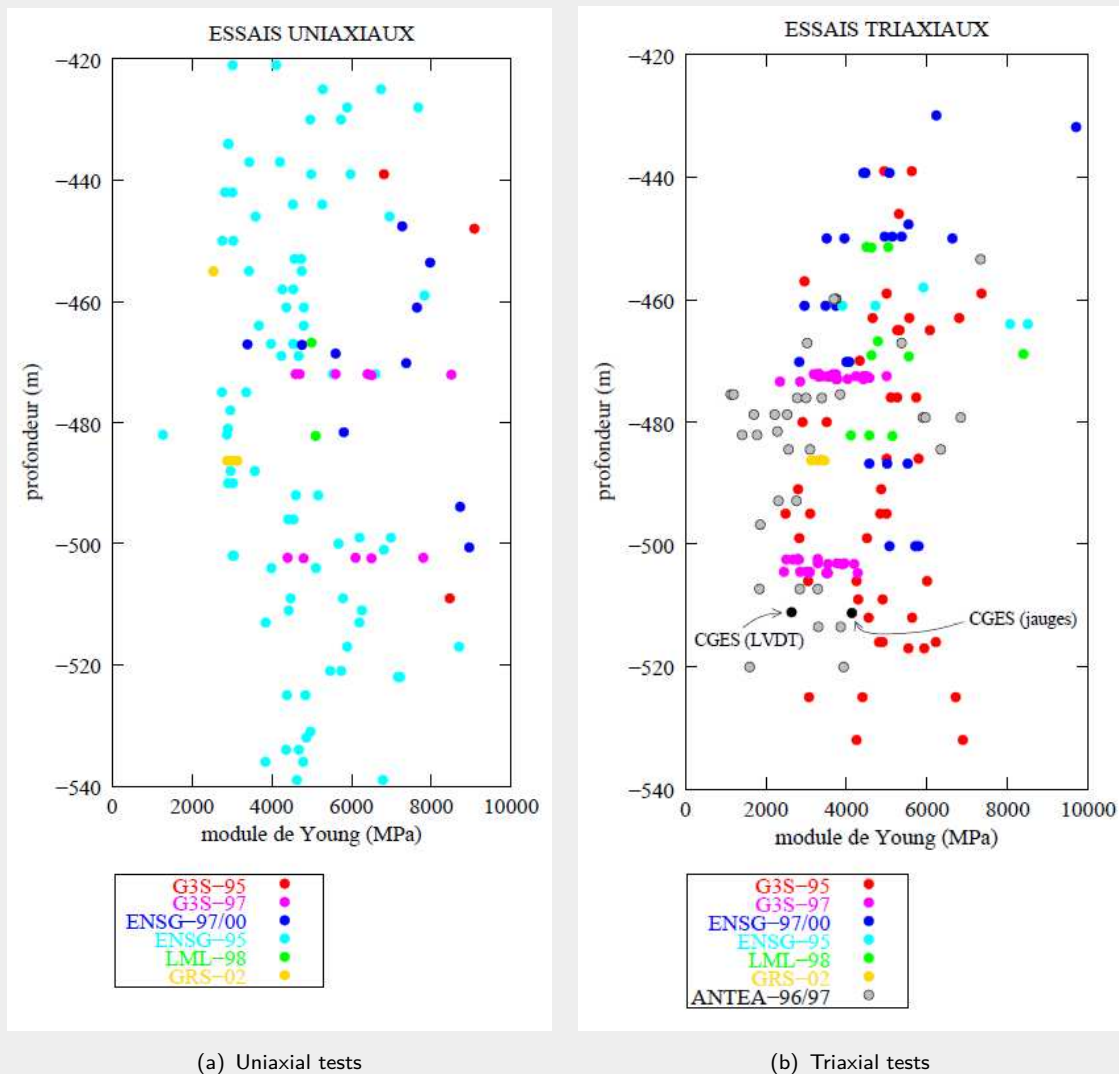 ESSAIS UNIAXIAUX
−420
−440
−460
−480
−500
−520
−540
profondeur (m)
0 2000 4000 6000 8000 10000
module de Young (MPa)
G3S−95
G3S−97
ENSG−97/00
ENSG−95
LML−98
GRS−02
(a) Uniaxial tests
ESSAIS TRIAXIAUX
−420
−440
−460
−480
−500
−520
−540
profondeur (m)
CGES (LVDT)
CGES (jauges)
0 2000 4000 6000 8000 10000
module de Young (MPa)
G3S−95
G3S−97
ENSG−97/00
ENSG−95
LML−98
GRS−02
ANTEA−96/97
(b) Triaxial tests